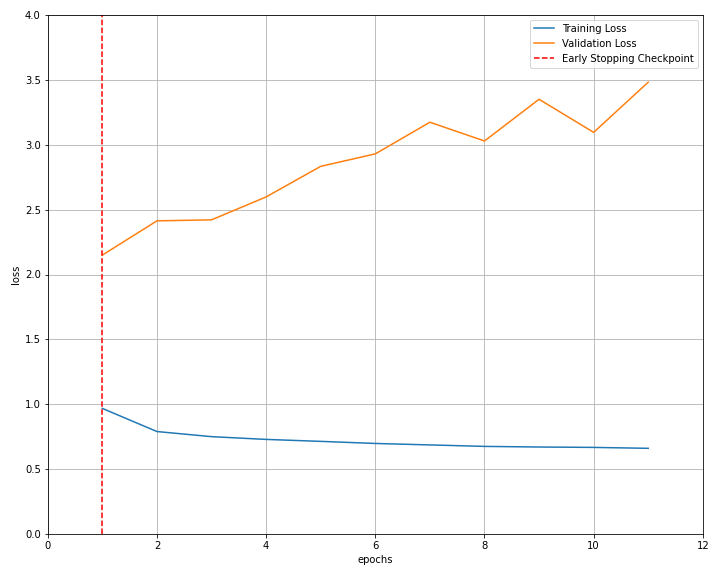 Training Loss
Validation Loss
Early Stopping Checkpoint
4.0
3.5
3.0
2.5
2.0
1.5
1.0
0.5
0.0
loss
0 2 4 6 8 10 12
epochs